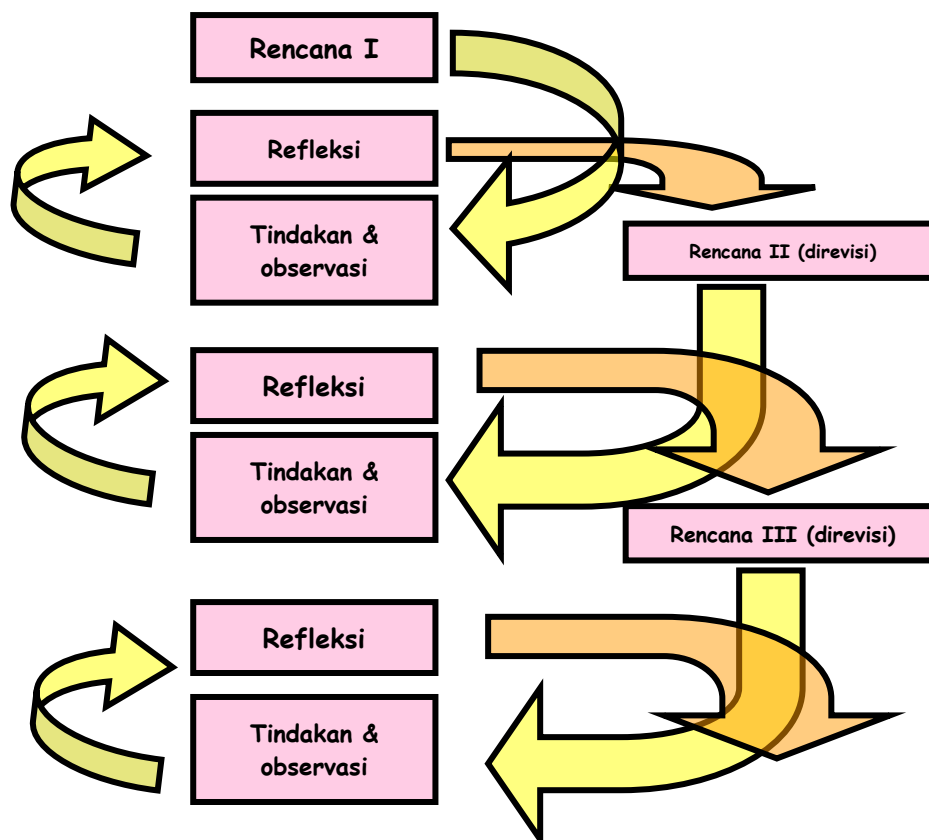 Rencana I
Refleksi
Tindakan &
observasi
Rencana II (direvisi)
Refleksi
Tindakan &
observasi
Rencana III (direvisi)
Refleksi
Tindakan &
observasi